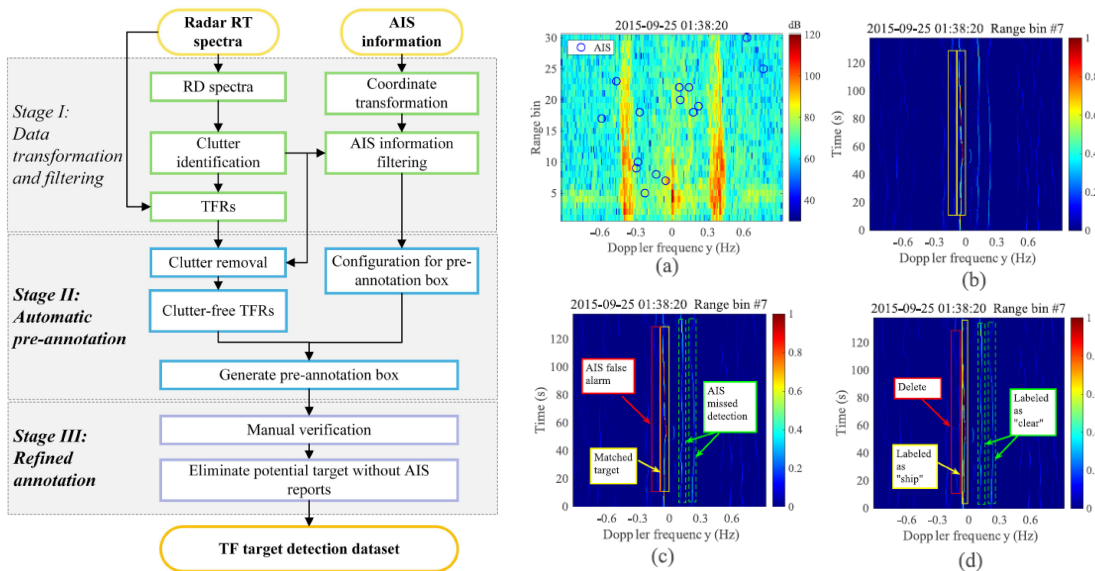 Radar RT
spectra
AIS
information
Stage I:
Data
transformation
and filtering
RD spectra
Coordinate
transformation
Clutter
identification
AIS information
filtering
TFRs
Stage II:
Automatic
pre-annotation
Clutter removal
Configuration for pre-
annotation box
Clutter-free TFRs
Generate pre-annotation box
Stage III:
Refined
annotation
Manual verification
Eliminate potential target without AIS
reports
TF target detection dataset
2015-09-25 01:38:20
dB
AIS
Range bin
30
25
20
15
10
5
-0.6 -0.3 0 0.3 0.6
Doppler frequency (Hz)
120
100
80
60
40
(a)
2015-09-25 01:38:20 Range bin #7
Time (s)
120
100
80
60
40
20
0
-0.6 -0.3 0 0.3 0.6
Doppler frequency (Hz)
1
0.8
0.6
0.4
0.2
0
(b)
2015-09-25 01:38:20 Range bin #7
Time (s)
120
100
80
60
40
20
0
AIS false
alarm
AIS
missed
detection
Matched
target
-0.6 -0.3 0 0.3 0.6
Doppler frequency (Hz)
1
0.8
0.6
0.4
0.2
0
(c)
2015-09-25 01:38:20 Range bin #7
Time (s)
120
100
80
60
40
20
0
Delete
Labeled
as
"clear"
Labeled
as
"ship"
-0.6 -0.3 0 0.3 0.6
Doppler frequency (Hz)
1
0.8
0.6
0.4
0.2
0
(d)